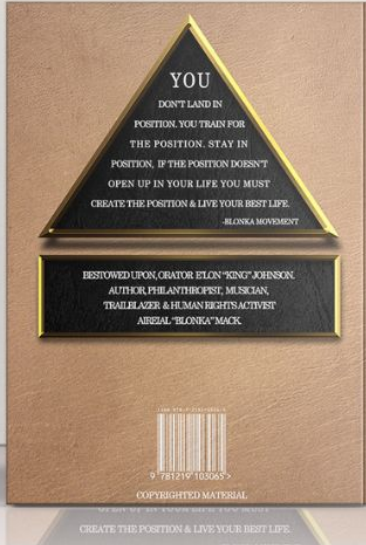 YOU
DON'T LAND IN
POSITION. YOU TRAIN FOR
THE POSITION. STAY IN
POSITION, IF THE POSITION DOESN'T
OPEN UP IN YOUR LIFE YOU MUST
CREATE THE POSITION & LIVE YOUR BEST LIFE.
-BLONKA MOVEMENT
BESTOWED UPON, ORATOR E'LON "KING" JOHNSON.
AUTHOR, PHILANTHROPIST, MUSICIAN,
TRAILBLAZER & HUMAN RIGHTS ACTIVIST
AIREIAL "BLONKA" MACK.
9 781219 103065 >
COPYRIGHTED MATERIAL
CREATE THE POSITION & LIVE YOUR BEST LIFE.